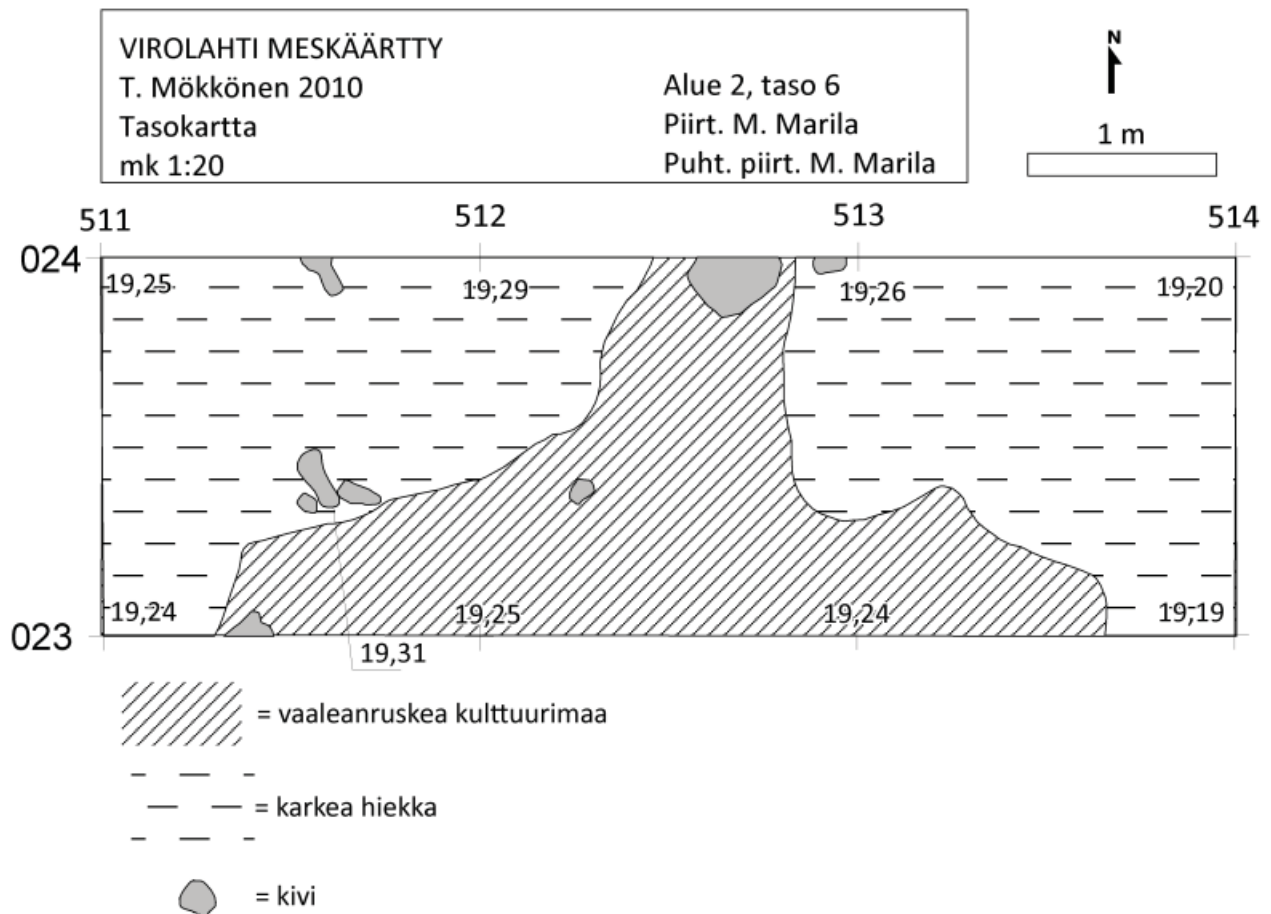 VIROLAHTI MESKÄÄRTTY
T. Mökkönen 2010
Tasokartta
mk 1:20
Alue 2, taso 6
Piirt. M. Marila
Puht. piirt. M. Marila
N
1 m
511 512 513 514
024
19,25 19,29 19,26 19,20
19,24 19,25 19,24 19,19
023
19,31
= vaaleanruskea kulttuurimaa
= karkea hiekka
= kivi